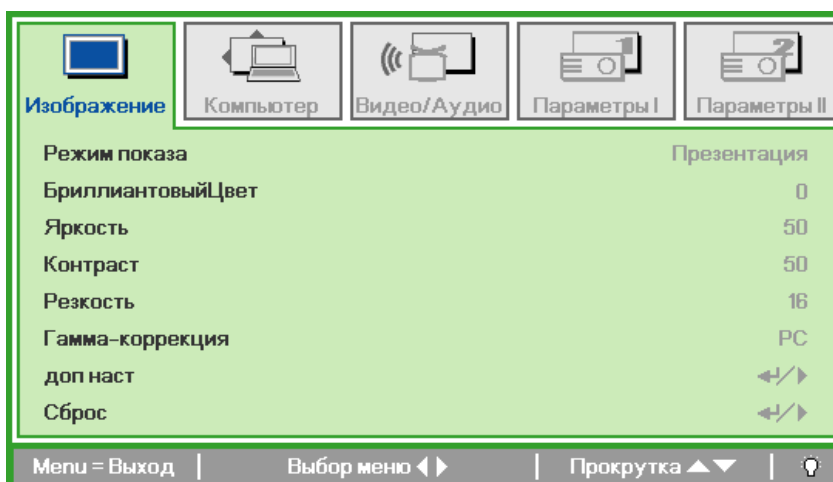 Изображение Компьютер Видео/Аудио Параметры I Параметры II
Режим показа Презентация
БриллиантовыйЦвет 0
Яркость 50
Контраст 50
Резкость 16
Гамма-коррекция PC
доп наст ↵/▶
Сброс ↵/▶
Menu = Выход | Выбор меню ◀▶ | Прокрутка ▲▼ |